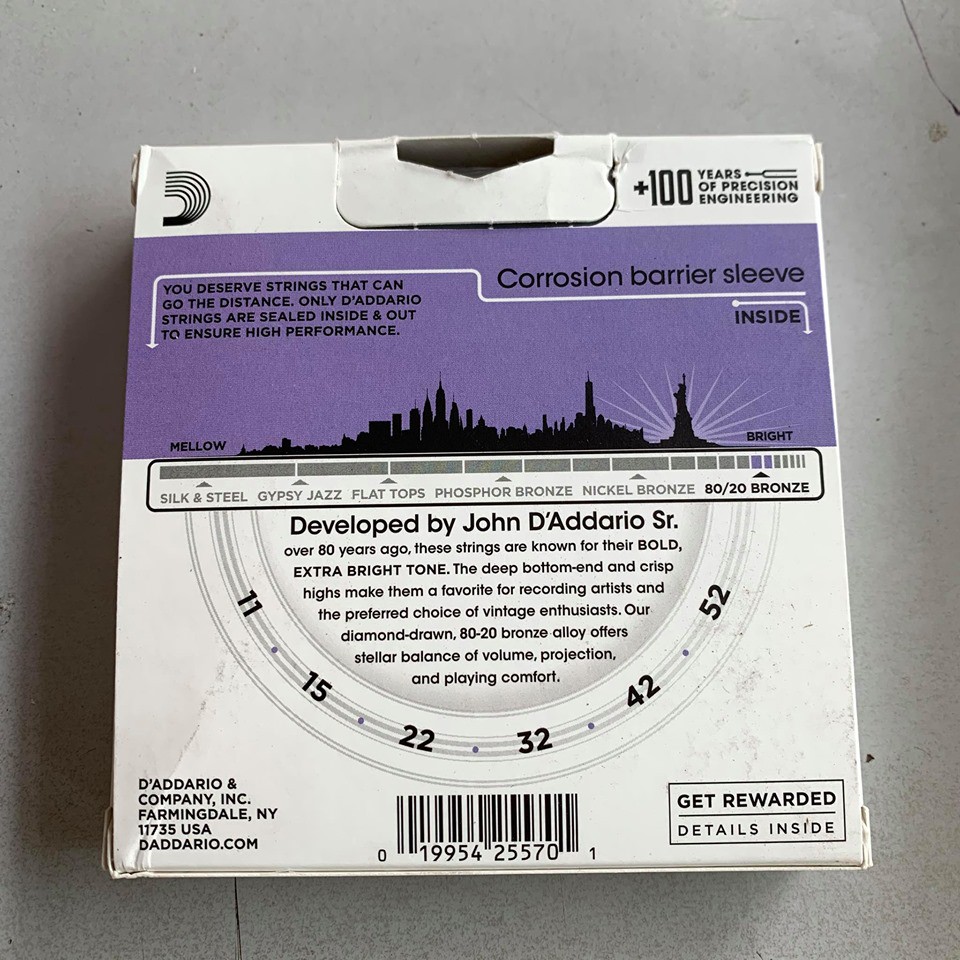 +100 YEARS
OF PRECISION
ENGINEERING
YOU DESERVE STRINGS THAT CAN
GO THE DISTANCE. ONLY D'ADDARIO
STRINGS ARE SEALED INSIDE & OUT
TO ENSURE HIGH PERFORMANCE.
Corrosion barrier sleeve
INSIDE
MELLOW
BRIGHT
SILK & STEEL GYPSY JAZZ FLAT TOPS PHOSPHOR BRONZE NICKEL BRONZE 80/20 BRONZE
Developed by John D'Addario Sr.
over 80 years ago, these strings are known for their BOLD,
EXTRA BRIGHT TONE. The deep bottom-end and crisp
highs make them a favorite for recording artists and
the preferred choice of vintage enthusiasts. Our
diamond-drawn, 80-20 bronze alloy offers
stellar balance of volume, projection,
and playing comfort.
11 • 15 • 22 • 32 • 42 • 52
D'ADDARIO &
COMPANY, INC.
FARMINGDALE, NY
11735 USA
DADDARIO.COM
0 19954 25570 1
GET REWARDED
DETAILS INSIDE